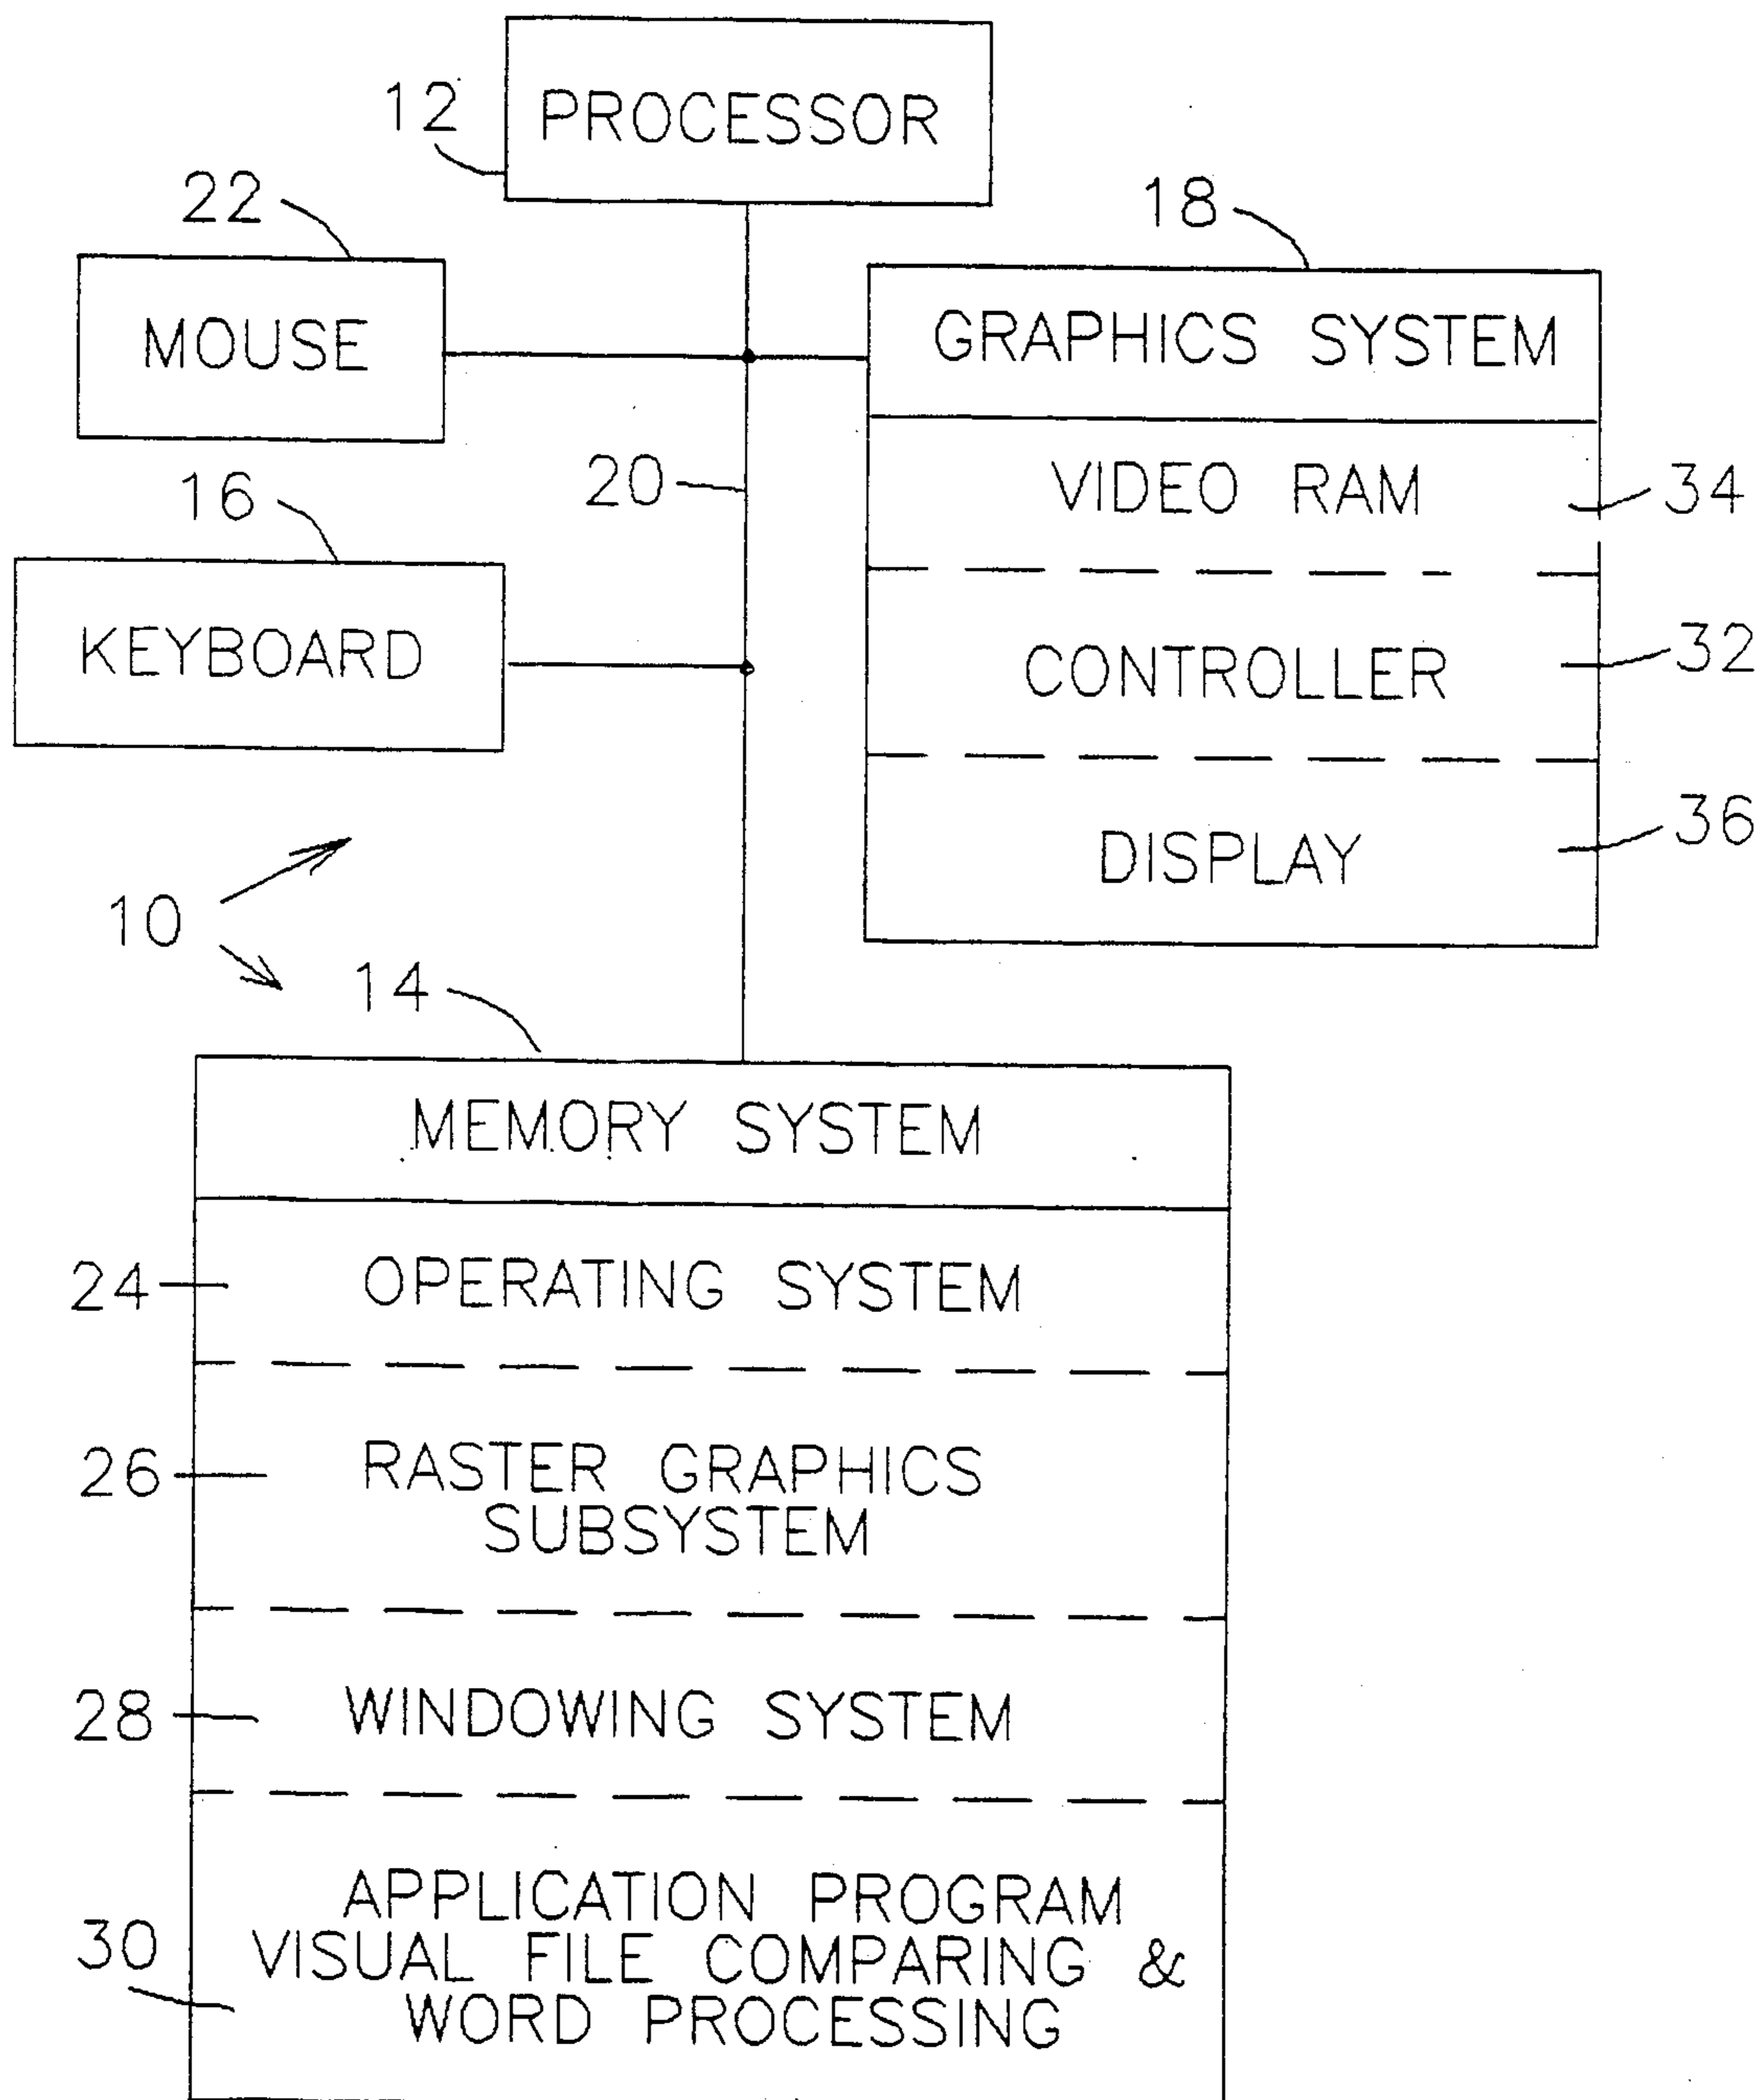 12
PROCESSOR
22
18
MOUSE
GRAPHICS SYSTEM
16
20
VIDEO RAM
34
KEYBOARD
CONTROLLER
32
DISPLAY
36
10
14
MEMORY SYSTEM
24
OPERATING SYSTEM
26
RASTER GRAPHICS
SUBSYSTEM
28
WINDOWING SYSTEM
30
APPLICATION PROGRAM
VISUAL FILE COMPARING &
WORD PROCESSING